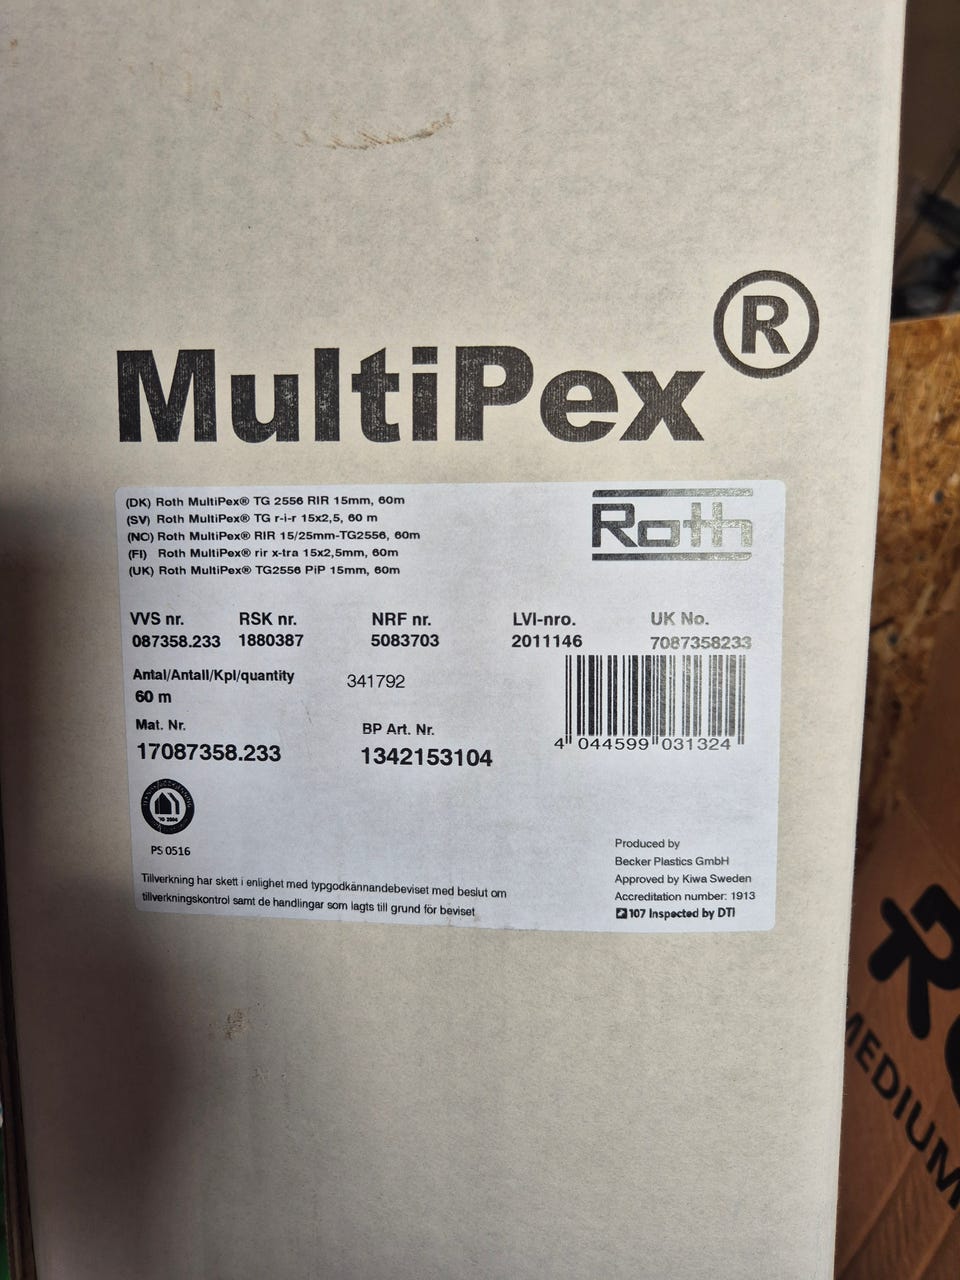 MultiPex®
(DK) Roth MultiPex® TG 2556 RIR 15mm, 60m
(SV) Roth MultiPex® TG r-i-r 15x2,5, 60 m
(NO) Roth MultiPex® RIR 15/25mm-TG2556, 60m
(FI) Roth MultiPex® rir x-tra 15x2,5mm, 60m
(UK) Roth MultiPex® TG2556 PiP 15mm, 60m
Roth
VVS nr. RSK nr. NRF nr. LVI-nro. UK No.
087358.233 1880387 5083703 2011146 7087358233
Antal/Antall/Kpl/quantity 341792
60 m
4 044599 031324
Mat. Nr. BP Art. Nr.
17087358.233 1342153104
PS 0516
Tillverkning har skett i enlighet med typgodkännandebeviset med beslut om
tillverkningskontrol samt de handlingar som lagts till grund för beviset
Produced by
Becker Plastics GmbH
Approved by Kiwa Sweden
Accreditation number: 1913
107 Inspected by DTI
MEDIUM